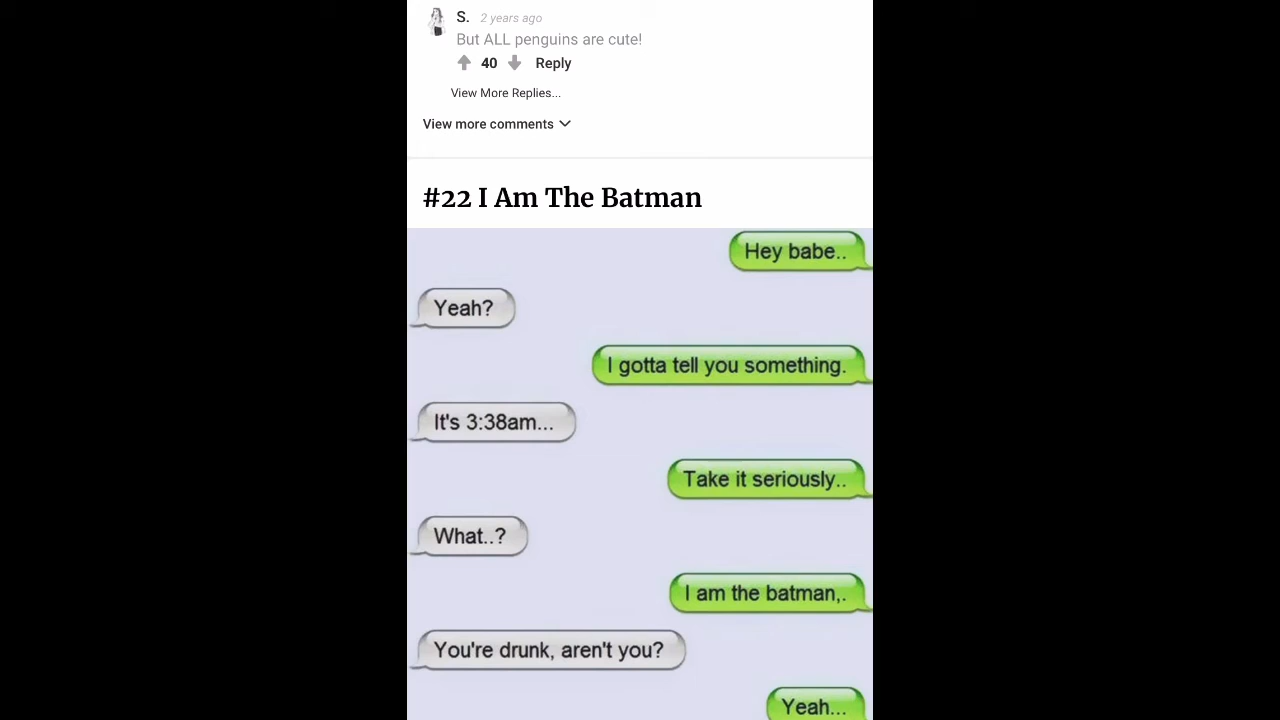 S. 2 years ago
But ALL penguins are cute!
40 Reply
View More Replies...
View more comments
#22 I Am The Batman
Hey babe..
Yeah?
I gotta tell you something.
It's 3:38am...
Take it seriously..
What..?
I am the batman,.
You're drunk, aren't you?
Yeah...